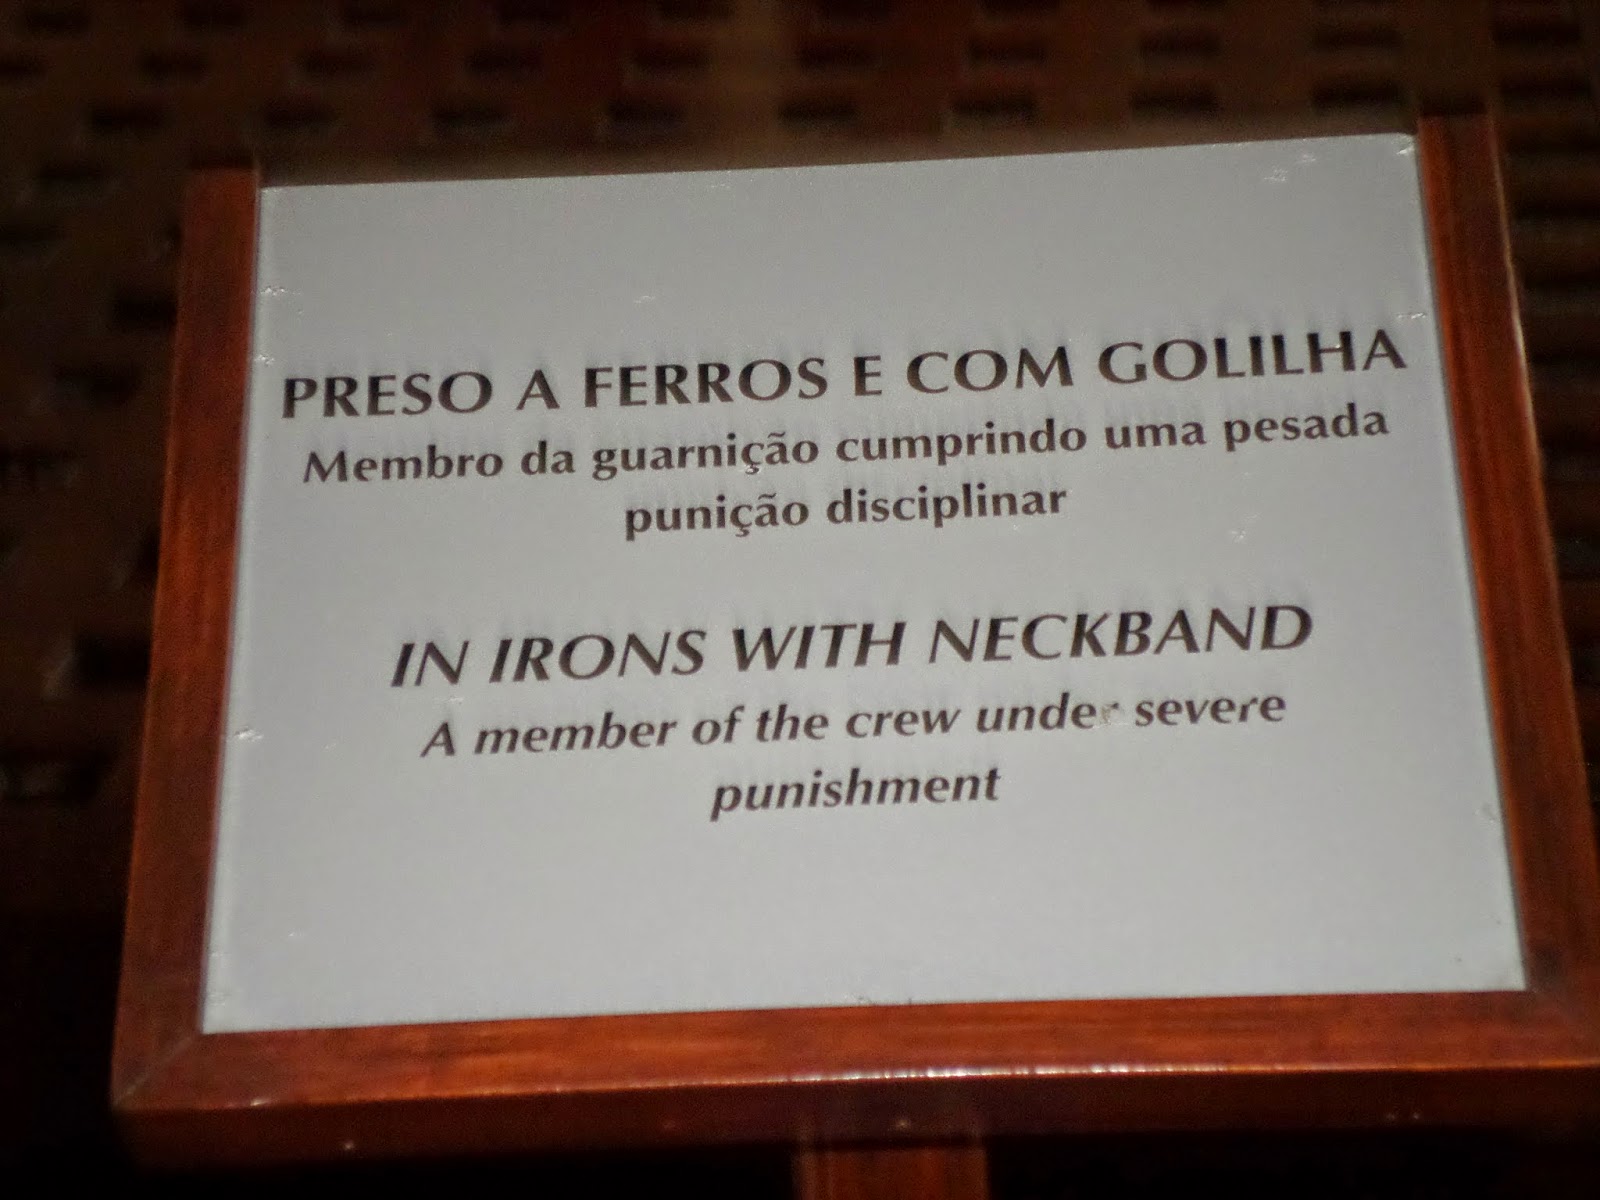 PRESO A FERROS E COM GOLILHA
Membro da guarnição cumprindo uma pesada
punição disciplinar
IN IRONS WITH NECKBAND
A member of the crew under severe
punishment